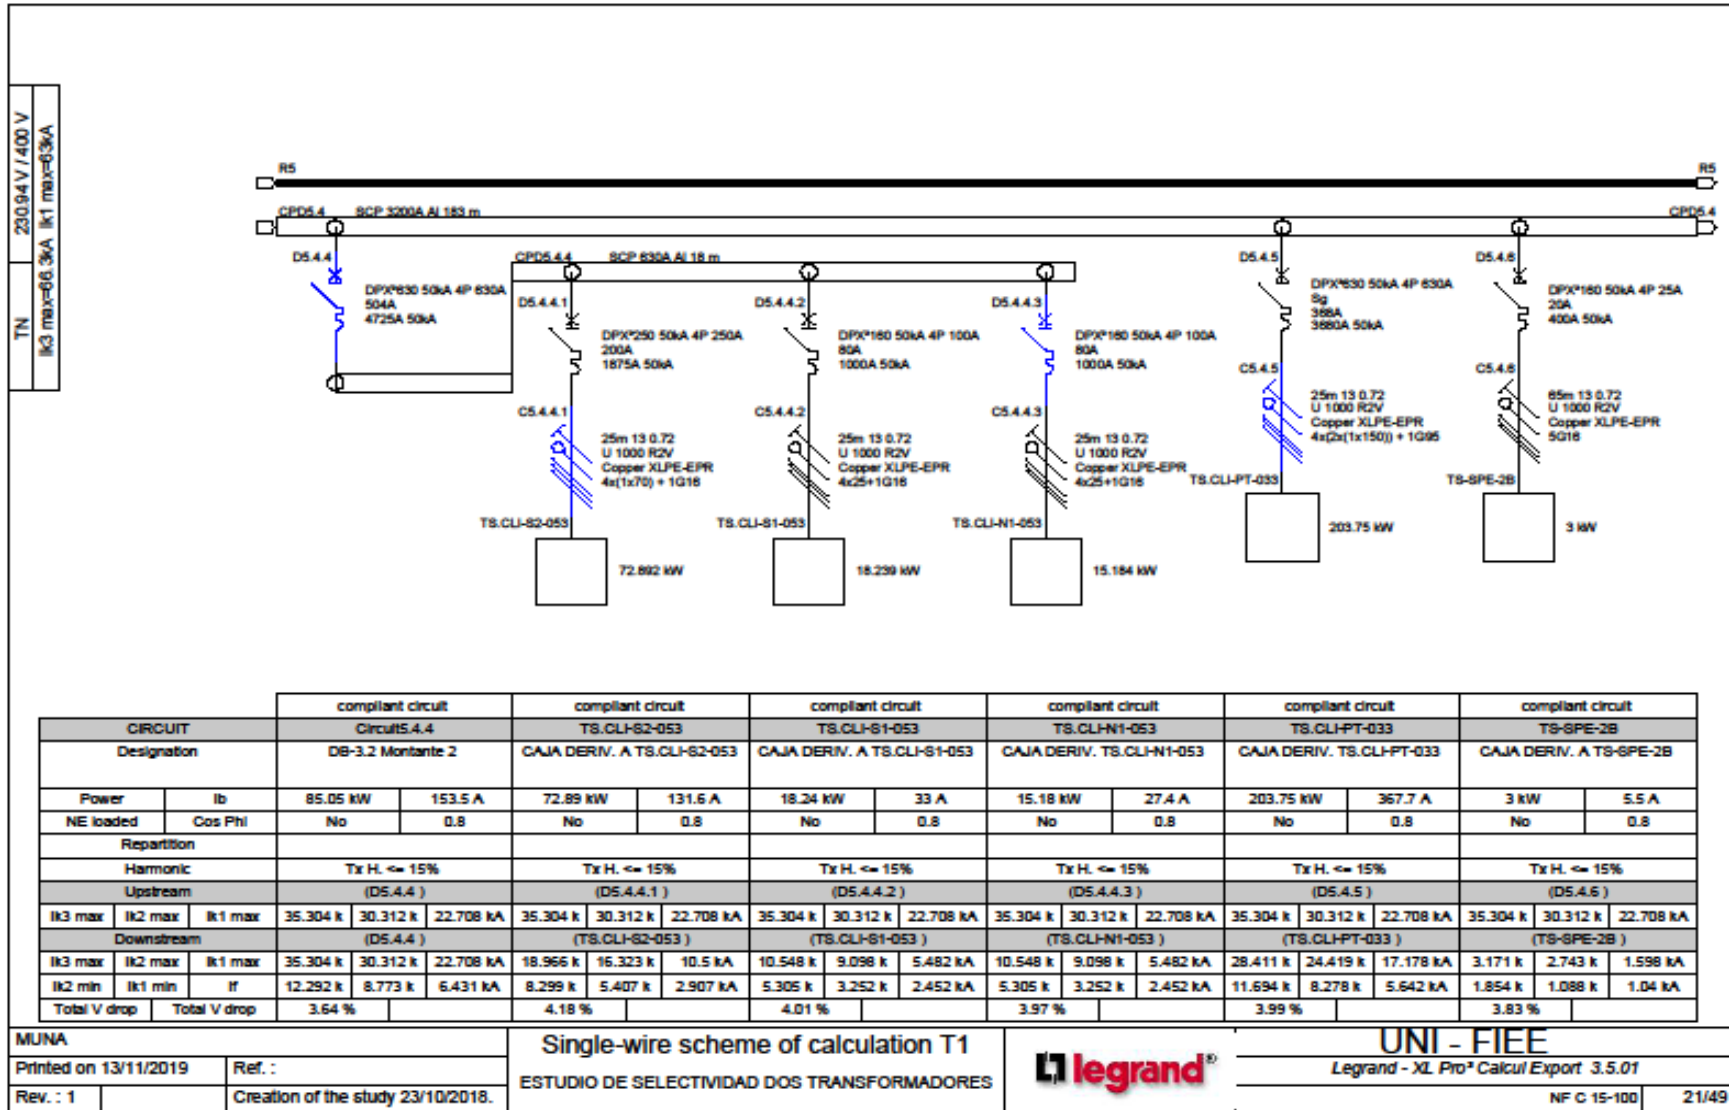 230.94 V / 400 V
TN
Ik3 max=66.3kA Ik1 max=63kA
R5
R5
CPD5.4
SCP 3200A Al 183 m
CPD5.4
D5.4.4
DPX³630 50kA 4P 630A
504A
4725A 50kA
CPD5.4.4
SCP 630A Al 18 m
D5.4.4.1
DPX³250 50kA 4P 250A
200A
1875A 50kA
C5.4.4.1
25m 13 0.72
U 1000 R2V
Copper XLPE-EPR
4x(1x70) + 1G16
TS.CLI-S2-053
72.892 kW
D5.4.4.2
DPX³160 50kA 4P 100A
80A
1000A 50kA
C5.4.4.2
25m 13 0.72
U 1000 R2V
Copper XLPE-EPR
4x25+1G16
TS.CLI-S1-053
18.239 kW
D5.4.4.3
DPX³160 50kA 4P 100A
80A
1000A 50kA
C5.4.4.3
25m 13 0.72
U 1000 R2V
Copper XLPE-EPR
4x25+1G16
TS.CLI-N1-053
15.184 kW
D5.4.5
DPX³630 50kA 4P 630A
Sg
368A
3680A 50kA
C5.4.5
25m 13 0.72
U 1000 R2V
Copper XLPE-EPR
4x(2x(1x150)) + 1G95
TS.CLI-PT-033
203.75 kW
D5.4.6
DPX³160 50kA 4P 25A
20A
400A 50kA
C5.4.6
65m 13 0.72
U 1000 R2V
Copper XLPE-EPR
5G16
TS-SPE-2B
3 kW
compliant circuit compliant circuit compliant circuit compliant circuit compliant circuit compliant circuit
CIRCUIT Circuit5.4.4 TS.CLI-S2-053 TS.CLI-S1-053 TS.CLI-N1-053 TS.CLI-PT-033 TS-SPE-2B
Designation DB-3.2 Montante 2 CAJA DERIV. A TS.CLI-S2-053 CAJA DERIV. A TS.CLI-S1-053 CAJA DERIV. TS.CLI-N1-053 CAJA DERIV. TS.CLI-PT-033 CAJA DERIV. A TS-SPE-2B
Power Ib 85.05 kW 153.5 A 72.89 kW 131.6 A 18.24 kW 33 A 15.18 kW 27.4 A 203.75 kW 367.7 A 3 kW 5.5 A
NE loaded Cos Phi No 0.8 No 0.8 No 0.8 No 0.8 No 0.8 No 0.8
Repartition
Harmonic Tx H. <= 15% Tx H. <= 15% Tx H. <= 15% Tx H. <= 15% Tx H. <= 15% Tx H. <= 15%
Upstream (D5.4.4 ) (D5.4.4.1 ) (D5.4.4.2 ) (D5.4.4.3 ) (D5.4.5 ) (D5.4.6 )
Ik3 max Ik2 max Ik1 max 35.304 k 30.312 k 22.708 kA 35.304 k 30.312 k 22.708 kA 35.304 k 30.312 k 22.708 kA 35.304 k 30.312 k 22.708 kA 35.304 k 30.312 k 22.708 kA 35.304 k 30.312 k 22.708 kA
Downstream (D5.4.4 ) (TS.CLI-S2-053 ) (TS.CLI-S1-053 ) (TS.CLI-N1-053 ) (TS.CLI-PT-033 ) (TS-SPE-2B )
Ik3 max Ik2 max Ik1 max 35.304 k 30.312 k 22.708 kA 18.966 k 16.323 k 10.5 kA 10.548 k 9.098 k 5.482 kA 10.548 k 9.098 k 5.482 kA 28.411 k 24.419 k 17.178 kA 3.171 k 2.743 k 1.598 kA
Ik2 min Ik1 min If 12.292 k 8.773 k 6.431 kA 8.299 k 5.407 k 2.907 kA 5.305 k 3.252 k 2.452 kA 5.305 k 3.252 k 2.452 kA 11.694 k 8.278 k 5.642 kA 1.854 k 1.088 k 1.04 kA
Total V drop Total V drop 3.64 % 4.18 % 4.01 % 3.97 % 3.99 % 3.83 %
MUNA
Printed on 13/11/2019 Ref. :
Rev. : 1 Creation of the study 23/10/2018.
Single-wire scheme of calculation T1
ESTUDIO DE SELECTIVIDAD DOS TRANSFORMADORES
legrand®
UNI - FIEE
Legrand - XL Pro³ Calcul Export 3.5.01
NF C 15-100 21/49